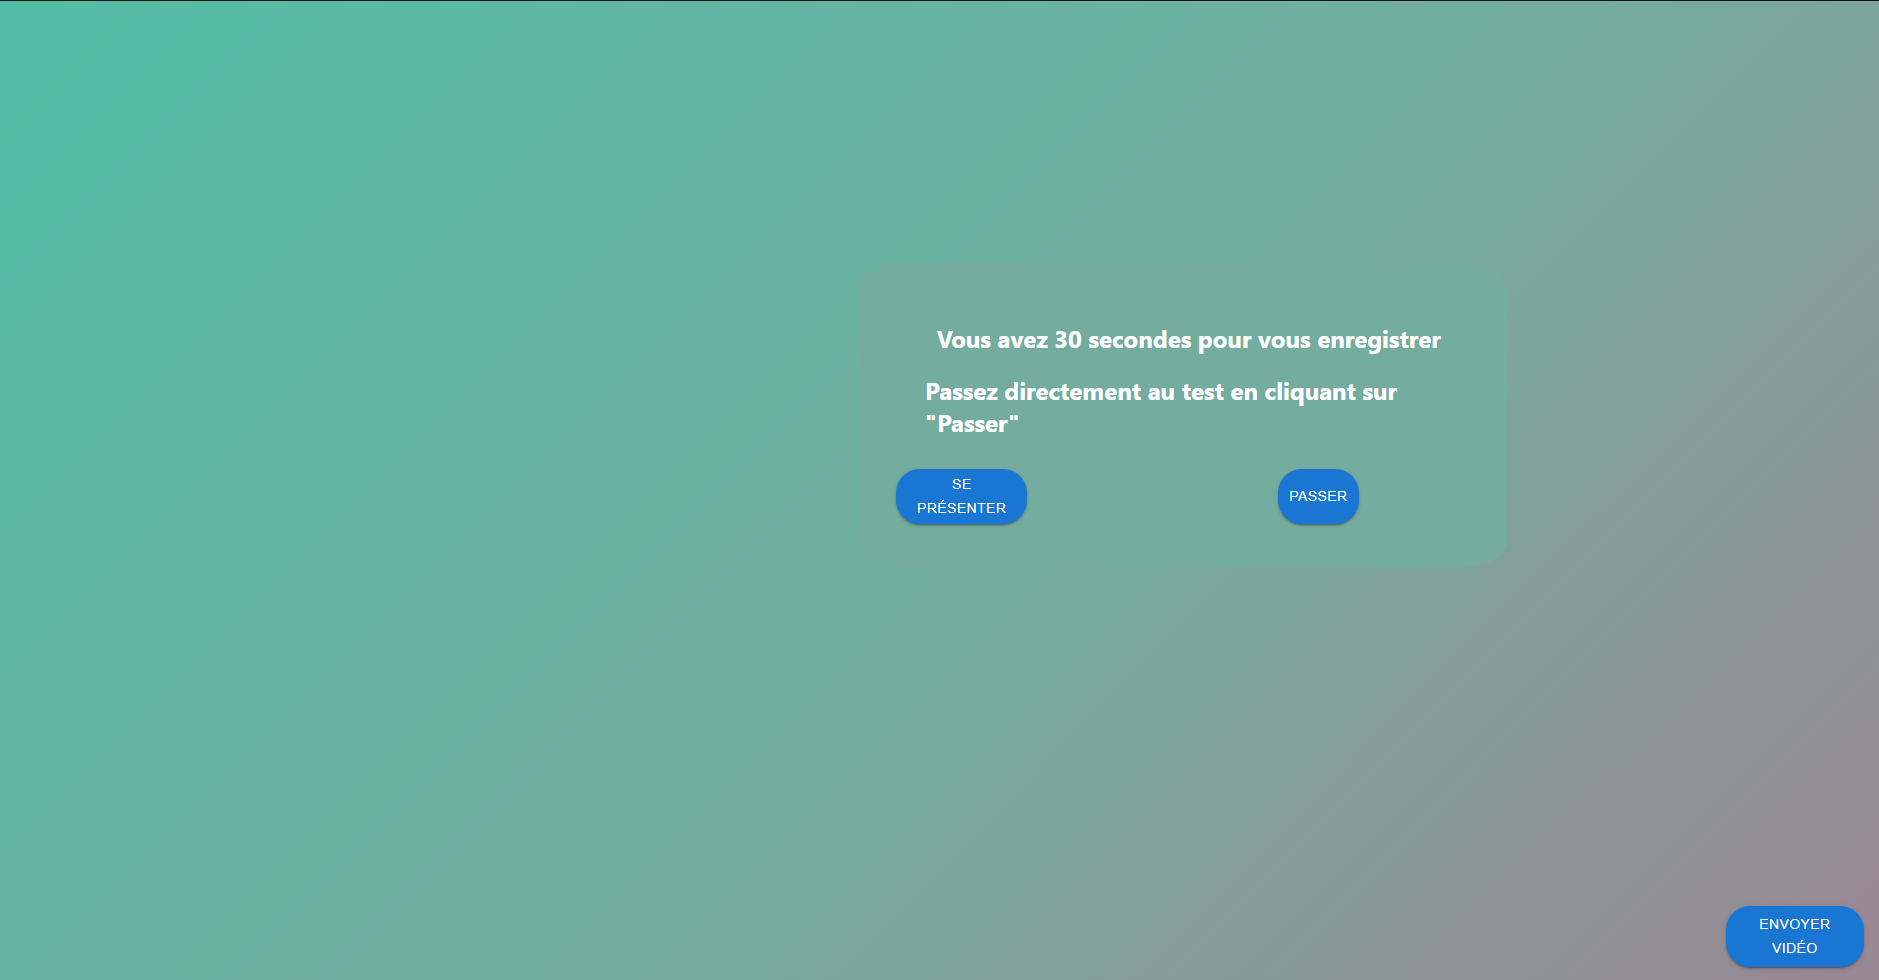 Vous avez 30 secondes pour vous enregistrer
Passez directement au test en cliquant sur
"Passer"
SE
PRÉSENTER
PASSER
ENVOYER
VIDÉO